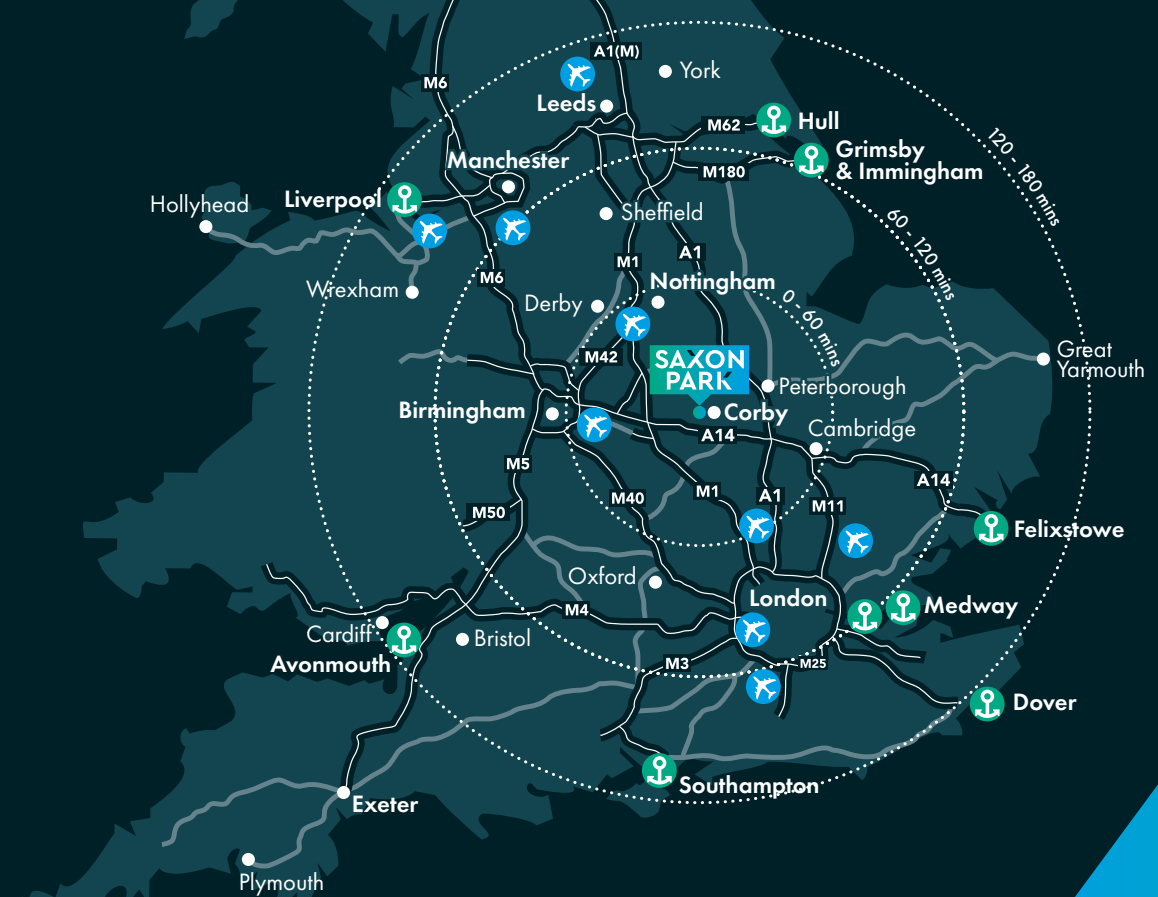 A1(M)
York
M6
Leeds
M62
Hull
Grimsby
& Immingham
120 - 180 mins
Manchester
M180
Liverpool
Hollyhead
Sheffield
60 - 120 mins
M1
A1
M6
Nottingham
Wrexham
Derby
0 - 60 mins
M42
SAXON
PARK
Great
Yarmouth
Peterborough
Birmingham
Corby
Cambridge
A14
M5
A14
M40
M1
A1
M11
M50
Felixstowe
Oxford
London
Medway
M4
Cardiff
Bristol
Avonmouth
M3
M25
Dover
Southampton
Exeter
Plymouth